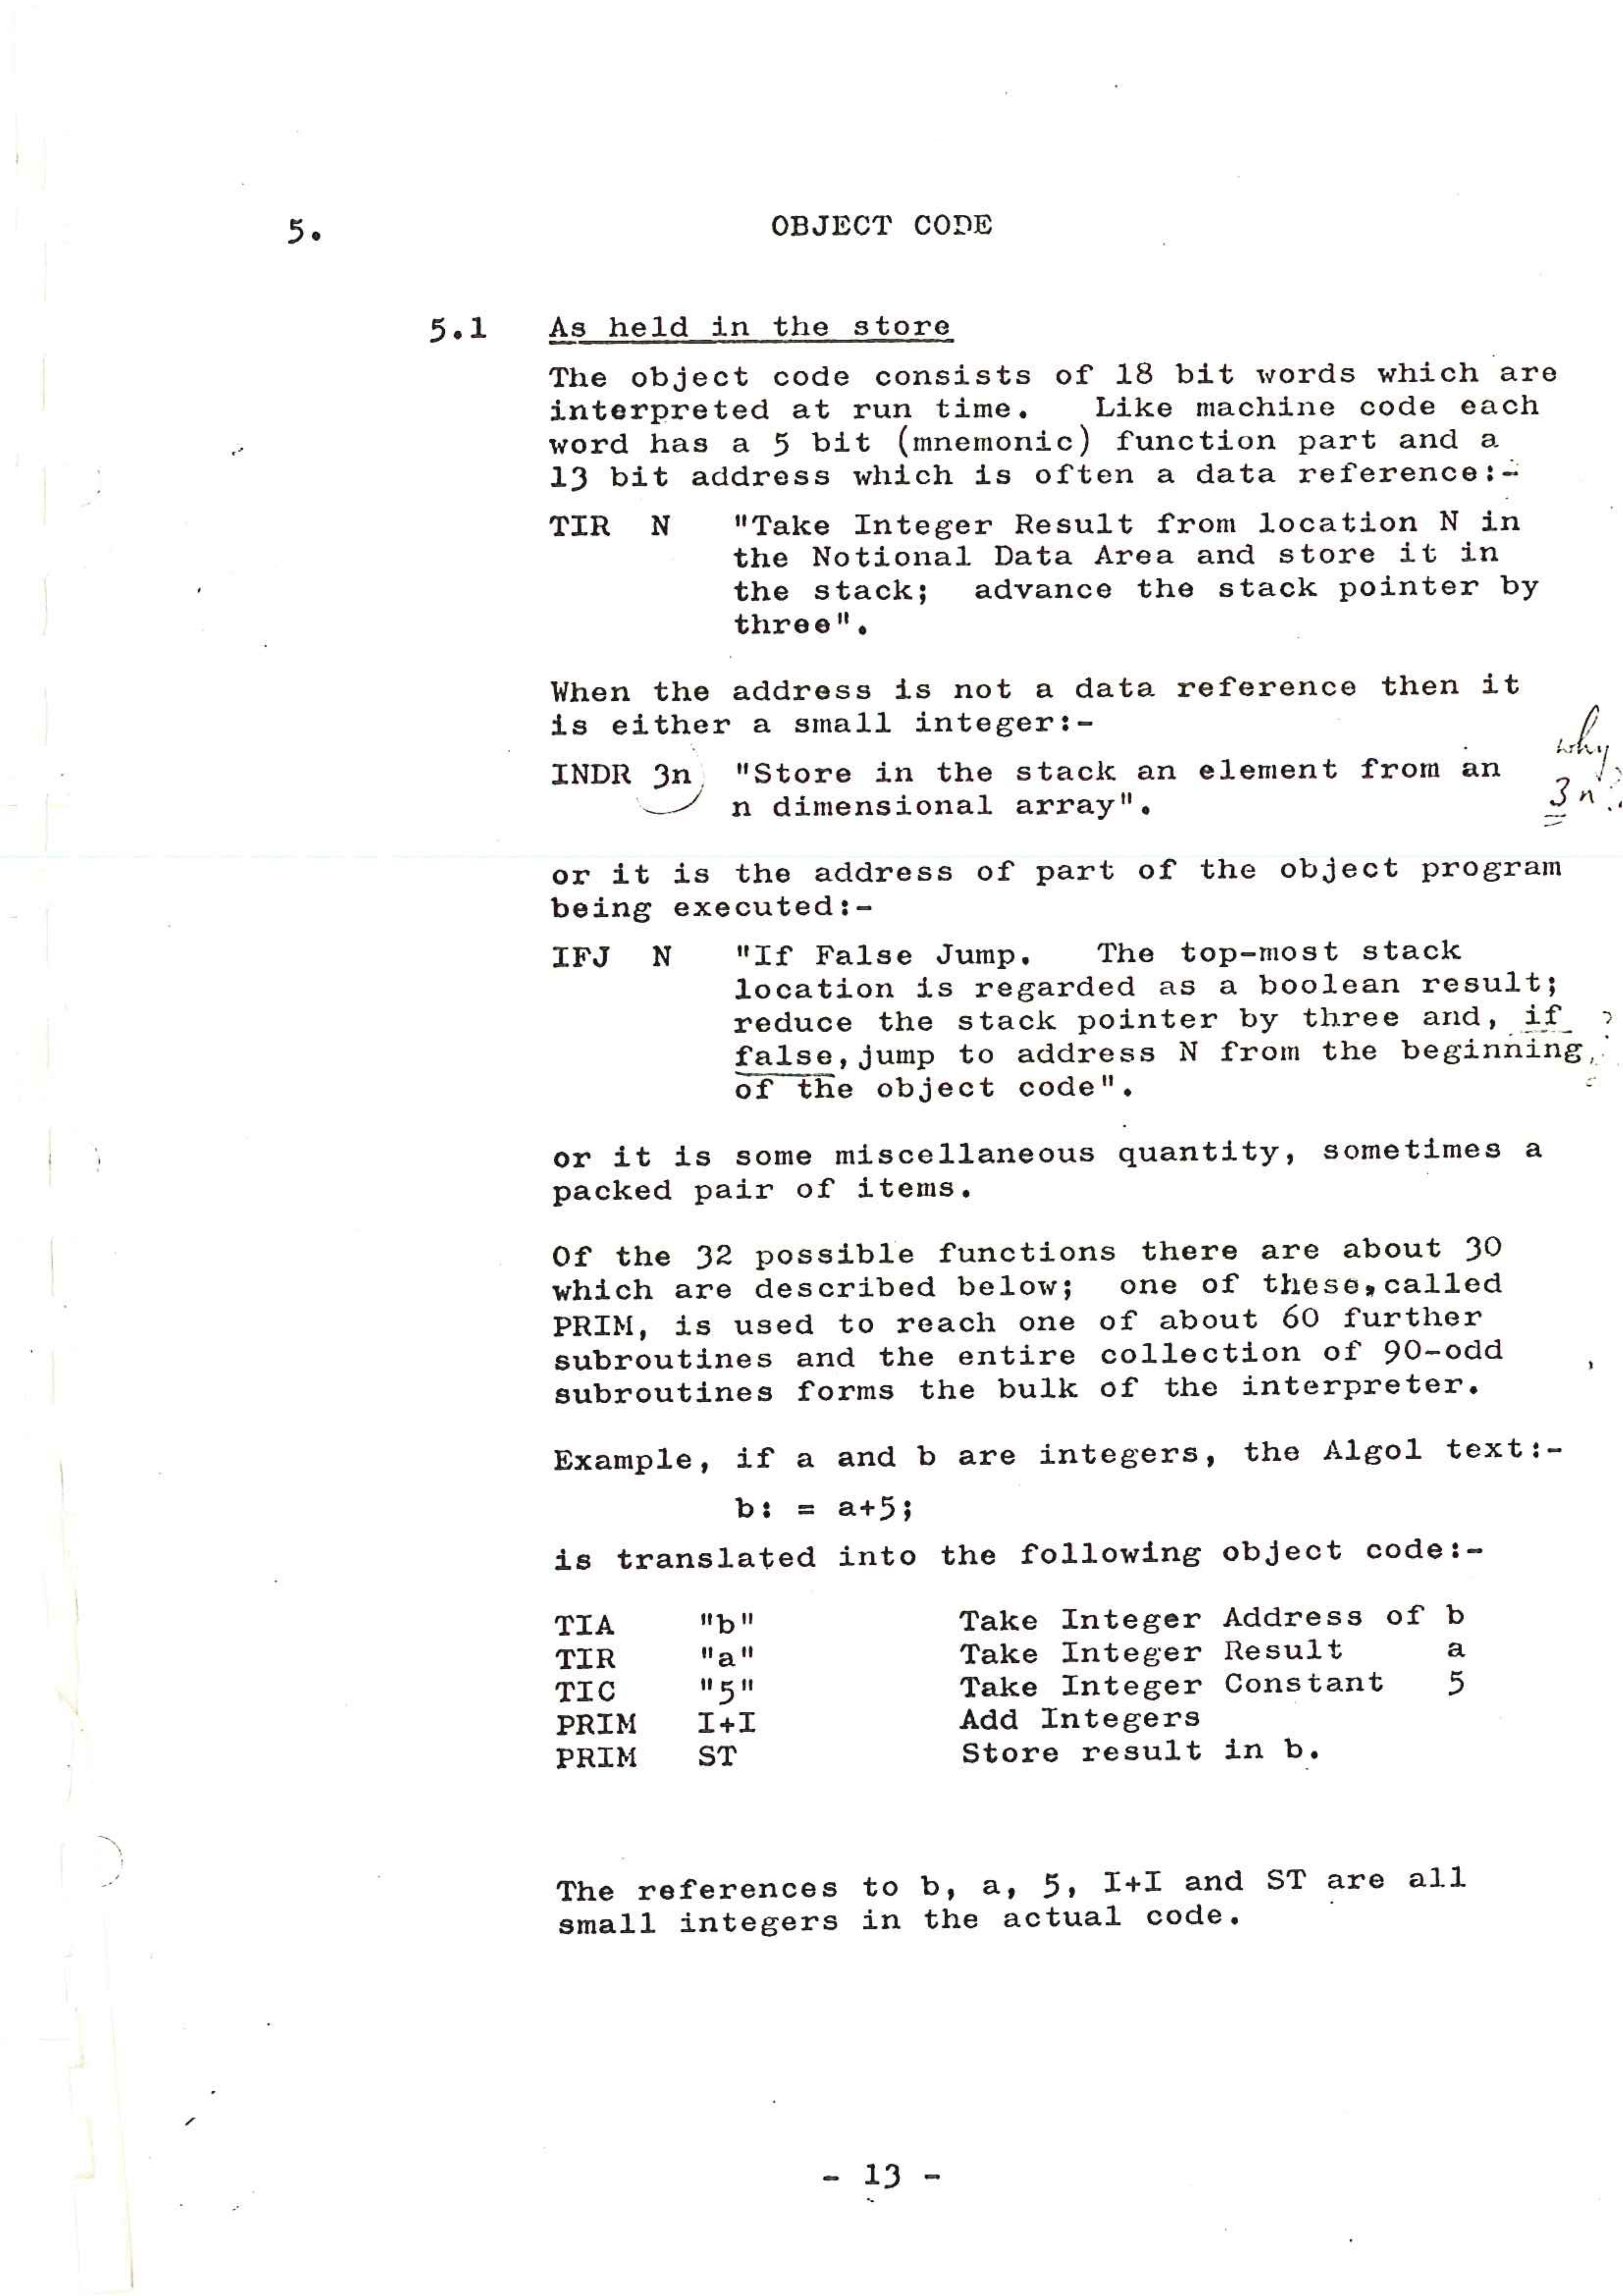 5. OBJECT CODE
5.1 As held in the store
The object code consists of 18 bit words which are
interpreted at run time. Like machine code each
word has a 5 bit (mnemonic) function part and a
13 bit address which is often a data reference:-
TIR N "Take Integer Result from location N in
the Notional Data Area and store it in
the stack; advance the stack pointer by
three".
When the address is not a data reference then it
is either a small integer:-
why
INDR 3n "Store in the stack an element from an
3n
n dimensional array".
or it is the address of part of the object program
being executed:-
IFJ N "If False Jump. The top-most stack
location is regarded as a boolean result;
reduce the stack pointer by three and, if ?
false, jump to address N from the beginning
of the object code".
or it is some miscellaneous quantity, sometimes a
packed pair of items.
Of the 32 possible functions there are about 30
which are described below; one of these, called
PRIM, is used to reach one of about 60 further
subroutines and the entire collection of 90-odd
subroutines forms the bulk of the interpreter.
Example, if a and b are integers, the Algol text:-
b: = a+5;
is translated into the following object code:-
TIA "b" Take Integer Address of b
TIR "a" Take Integer Result a
TIC "5" Take Integer Constant 5
PRIM I+I Add Integers
PRIM ST Store result in b.
The references to b, a, 5, I+I and ST are all
small integers in the actual code.
- 13 -